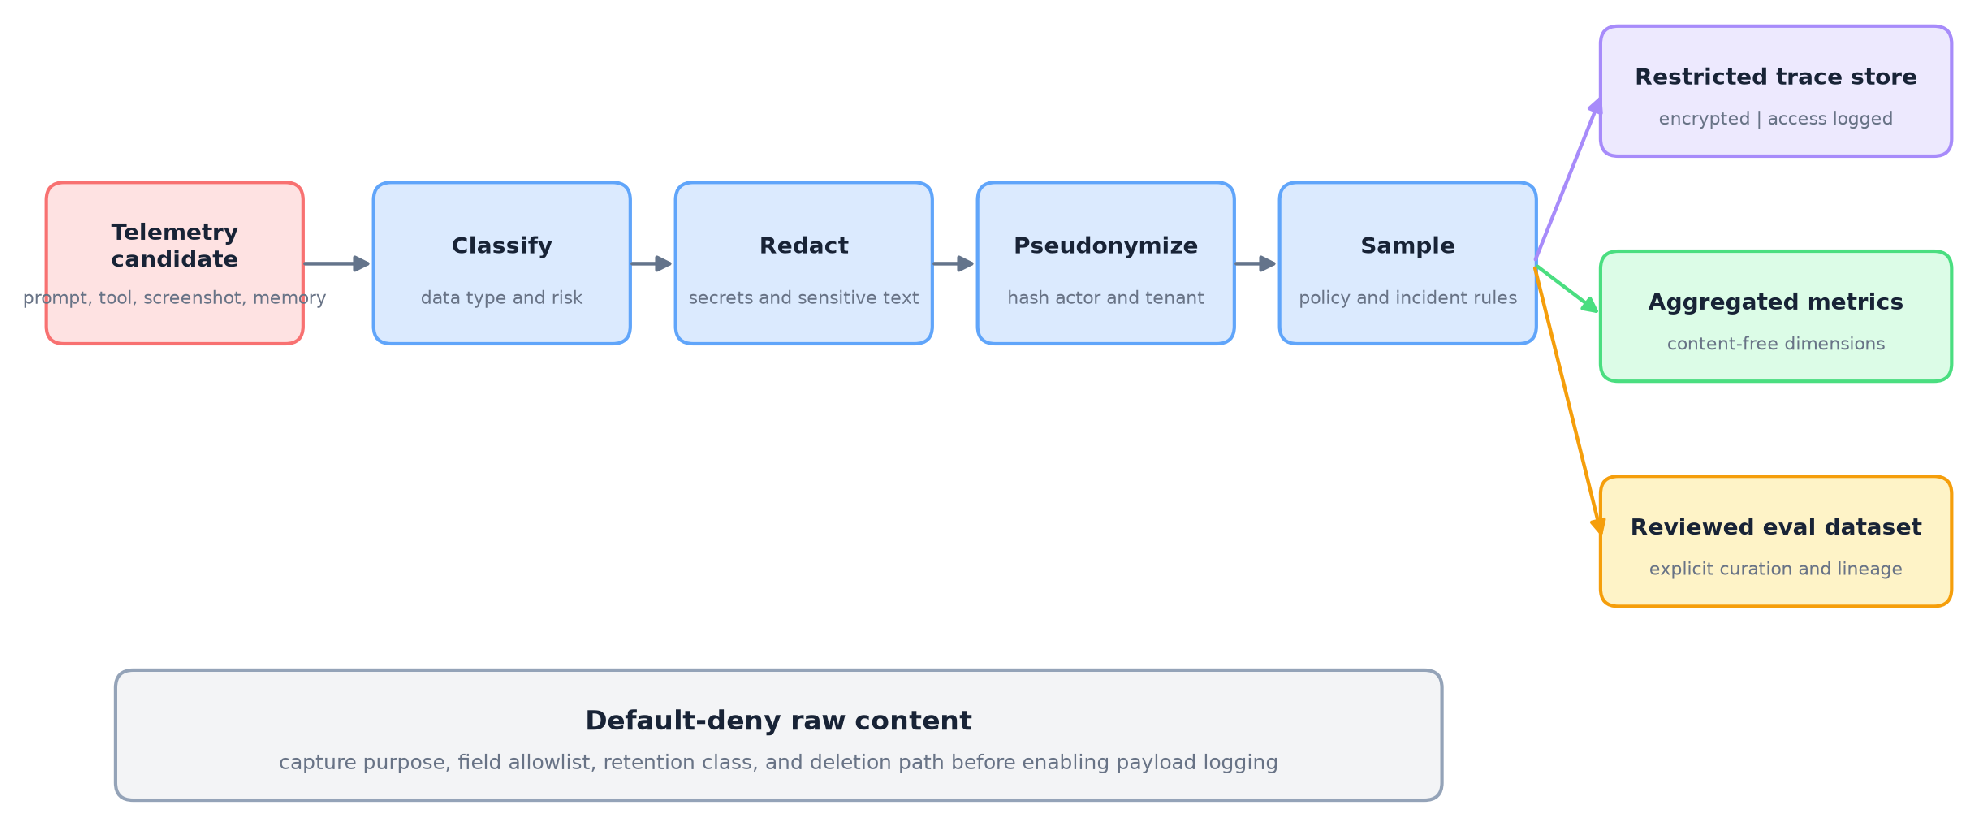 Telemetry
candidate
prompt, tool, screenshot, memory
Classify
data type and risk
Redact
secrets and sensitive text
Pseudonymize
hash actor and tenant
Sample
policy and incident rules
Restricted trace store
encrypted | access logged
Aggregated metrics
content-free dimensions
Reviewed eval dataset
explicit curation and lineage
Default-deny raw content
capture purpose, field allowlist, retention class, and deletion path before enabling payload logging